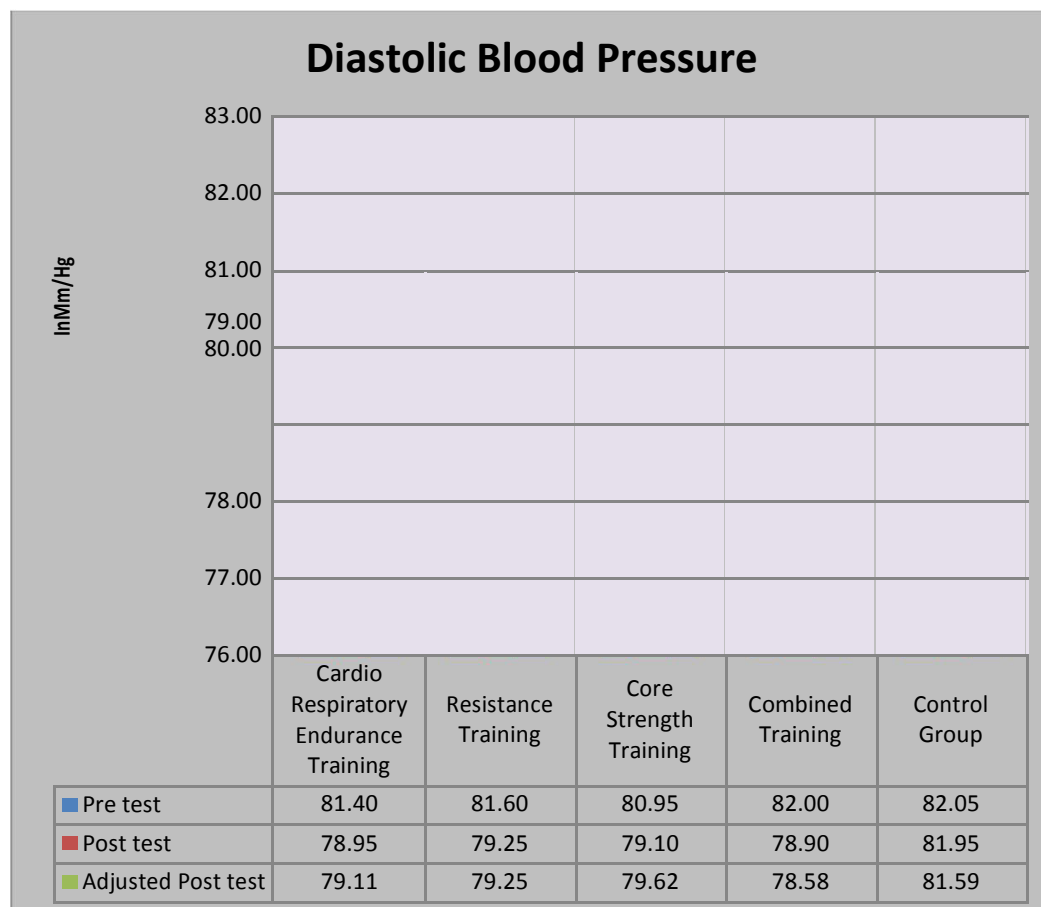 Diastolic Blood Pressure
83.00
82.00
81.00
79.00
80.00
78.00
77.00
76.00
InMm/Hg
Cardio
Respiratory
Endurance
Training
Resistance
Training
Core
Strength
Training
Combined
Training
Control
Group
Pre test 81.40 81.60 80.95 82.00 82.05
Post test 78.95 79.25 79.10 78.90 81.95
Adjusted Post test 79.11 79.25 79.62 78.58 81.59